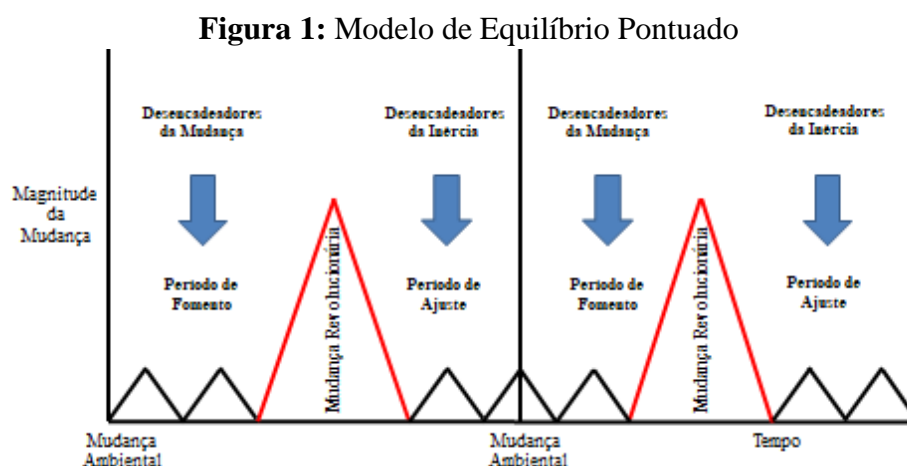 Figura 1: Modelo de Equilíbrio Pontuado
Desencadeadores
da Mudança
Desencadeadores
da Inércia
Desencadeadores
da Mudança
Desencadeadores
da Inércia
Magnitude
da
Mudança
Período de
Fomento
Mudança Revolucionária
Período de
Ajuste
Período de
Fomento
Mudança Revolucionária
Período de
Ajuste
Mudança
Ambiental
Mudança
Ambiental
Tempo